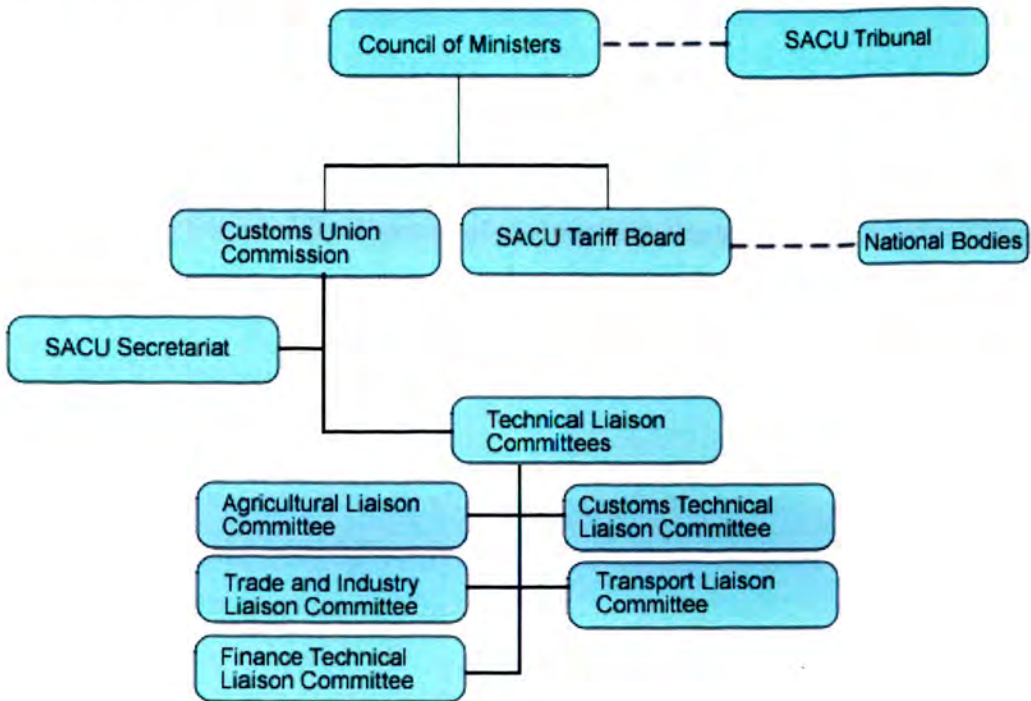 Council of Ministers
SACU Tribunal
Customs Union
Commission
SACU Tariff Board
National Bodies
SACU Secretariat
Technical Liaison
Committees
Agricultural Liaison
Committee
Customs Technical
Liaison Committee
Trade and Industry
Liaison Committee
Transport Liaison
Committee
Finance Technical
Liaison Committee